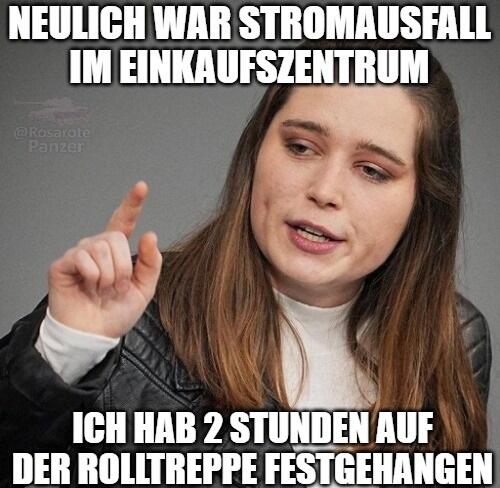 NEULICH WAR STROMAUSFALL
IM EINKAUFSZENTRUM
@Rosarote
Panzer
ICH HAB 2 STUNDEN AUF
DER ROLLTREPPE FESTGEHANGEN